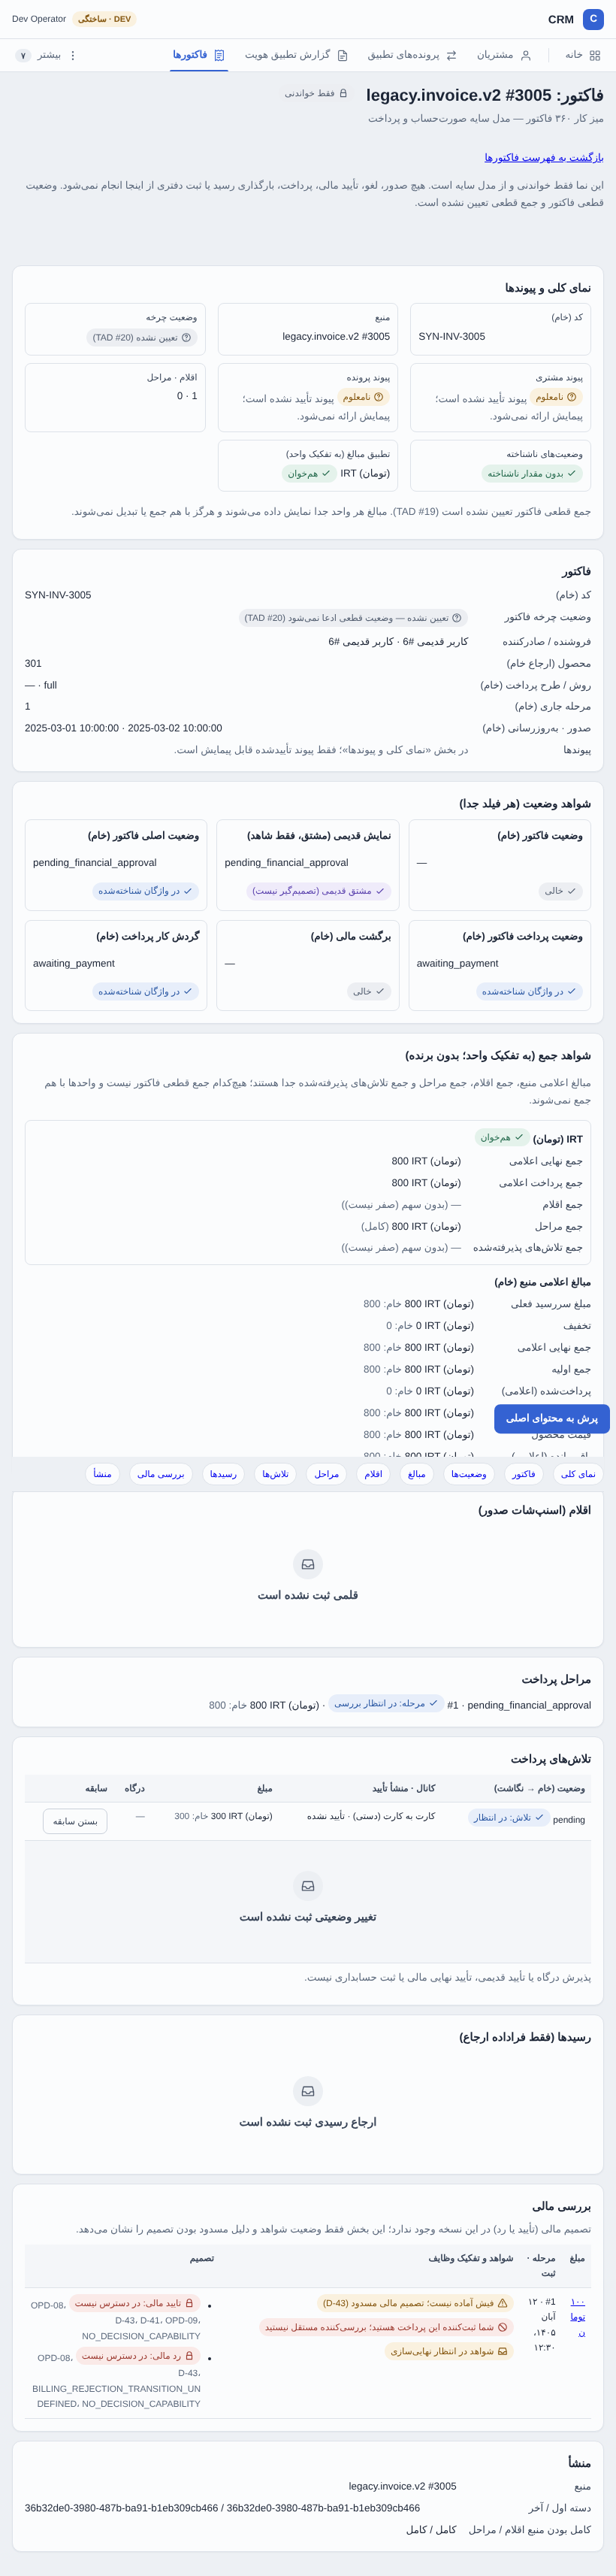 CRM
C
DEV · ساختگی
Dev Operator
خانه
مشتریان
پرونده‌های تطبیق
گزارش تطبیق هویت
فاکتورها
بیشتر ۷
فاکتور: legacy.invoice.v2 #3005
فقط خواندنی
میز کار ۳۶۰ فاکتور — مدل سایه صورت‌حساب و پرداخت
بازگشت به فهرست فاکتورها
این نما فقط خواندنی و از مدل سایه است. هیچ صدور، لغو، تأیید مالی، پرداخت، بارگذاری رسید یا ثبت دفتری از اینجا انجام نمی‌شود. وضعیت
قطعی فاکتور و جمع قطعی تعیین نشده است.
نمای کلی و پیوندها
کد (خام)
SYN-INV-3005
منبع
legacy.invoice.v2 #3005
وضعیت چرخه
تعیین نشده (TAD #20)
پیوند مشتری
نامعلوم پیوند تأیید نشده است؛
پیمایش ارائه نمی‌شود.
پیوند پرونده
نامعلوم پیوند تأیید نشده است؛
پیمایش ارائه نمی‌شود.
اقلام · مراحل
0 · 1
وضعیت‌های ناشناخته
بدون مقدار ناشناخته
تطبیق مبالغ (به تفکیک واحد)
IRT (تومان) هم‌خوان
جمع قطعی فاکتور تعیین نشده است (TAD #19). مبالغ هر واحد جدا نمایش داده می‌شوند و هرگز با هم جمع یا تبدیل نمی‌شوند.
فاکتور
کد (خام) SYN-INV-3005
وضعیت چرخه فاکتور تعیین نشده — وضعیت قطعی ادعا نمی‌شود (TAD #20)
فروشنده / صادرکننده کاربر قدیمی #6 · کاربر قدیمی #6
محصول (ارجاع خام) 301
روش / طرح پرداخت (خام) — · full
مرحله جاری (خام) 1
صدور · به‌روزرسانی (خام) 2025-03-01 10:00:00 · 2025-03-02 10:00:00
پیوندها در بخش «نمای کلی و پیوندها»؛ فقط پیوند تأییدشده قابل پیمایش است.
شواهد وضعیت (هر فیلد جدا)
وضعیت فاکتور (خام)
—
خالی
نمایش قدیمی (مشتق، فقط شاهد)
pending_financial_approval
مشتق قدیمی (تصمیم‌گیر نیست)
وضعیت اصلی فاکتور (خام)
pending_financial_approval
در واژگان شناخته‌شده
وضعیت پرداخت فاکتور (خام)
awaiting_payment
در واژگان شناخته‌شده
برگشت مالی (خام)
—
خالی
گردش کار پرداخت (خام)
awaiting_payment
در واژگان شناخته‌شده
شواهد جمع (به تفکیک واحد؛ بدون برنده)
مبالغ اعلامی منبع، جمع اقلام، جمع مراحل و جمع تلاش‌های پذیرفته‌شده جدا هستند؛ هیچ‌کدام جمع قطعی فاکتور نیست و واحدها با هم
جمع نمی‌شوند.
IRT (تومان) هم‌خوان
جمع نهایی اعلامی 800 IRT (تومان)
جمع پرداخت اعلامی 800 IRT (تومان)
جمع اقلام — (بدون سهم (صفر نیست))
جمع مراحل 800 IRT (تومان) (کامل)
جمع تلاش‌های پذیرفته‌شده — (بدون سهم (صفر نیست))
مبالغ اعلامی منبع (خام)
مبلغ سررسید فعلی 800 IRT (تومان) خام: 800
تخفیف 0 IRT (تومان) خام: 0
جمع نهایی اعلامی 800 IRT (تومان) خام: 800
جمع اولیه 800 IRT (تومان) خام: 800
پرداخت‌شده (اعلامی) 0 IRT (تومان) خام: 0
800 IRT (تومان) خام: 800
پرش به محتوای اصلی
قیمت محصول 800 IRT (تومان) خام: 800
نمای کلی
فاکتور
وضعیت‌ها
مبالغ
اقلام
مراحل
تلاش‌ها
رسیدها
بررسی مالی
منشأ
اقلام (اسنپ‌شات صدور)
قلمی ثبت نشده است
مراحل پرداخت
#1 · pending_financial_approval مرحله: در انتظار بررسی · 800 IRT (تومان) خام: 800
تلاش‌های پرداخت
وضعیت (خام → نگاشت) کانال · منشأ تأیید مبلغ درگاه سابقه
pending تلاش: در انتظار کارت به کارت (دستی) · تأیید نشده 300 IRT (تومان) خام: 300 — بستن سابقه
تغییر وضعیتی ثبت نشده است
پذیرش درگاه یا تأیید قدیمی، تأیید نهایی مالی یا ثبت حسابداری نیست.
رسیدها (فقط فراداده ارجاع)
ارجاع رسیدی ثبت نشده است
بررسی مالی
تصمیم مالی (تأیید یا رد) در این نسخه وجود ندارد؛ این بخش فقط وضعیت شواهد و دلیل مسدود بودن تصمیم را نشان می‌دهد.
مبلغ
مرحله ·
ثبت
شواهد و تفکیک وظایف
تصمیم
۱۰۰
توما
ن
#1 · ۱۲
آبان
۱۴۰۵،
۱۲:۳۰
فیش آماده نیست؛ تصمیم مالی مسدود (D-43)
شما ثبت‌کننده این پرداخت هستید؛ بررسی‌کننده مستقل نیستید
شواهد در انتظار نهایی‌سازی
تایید مالی: در دسترس نیست OPD-08،
D-43، D-41، OPD-09،
NO_DECISION_CAPABILITY
رد مالی: در دسترس نیست OPD-08،
D-43،
BILLING_REJECTION_TRANSITION_UN
DEFINED، NO_DECISION_CAPABILITY
منشأ
منبع legacy.invoice.v2 #3005
دسته اول / آخر 36b32de0-3980-487b-ba91-b1eb309cb466 / 36b32de0-3980-487b-ba91-b1eb309cb466
کامل بودن منبع اقلام / مراحل کامل / کامل